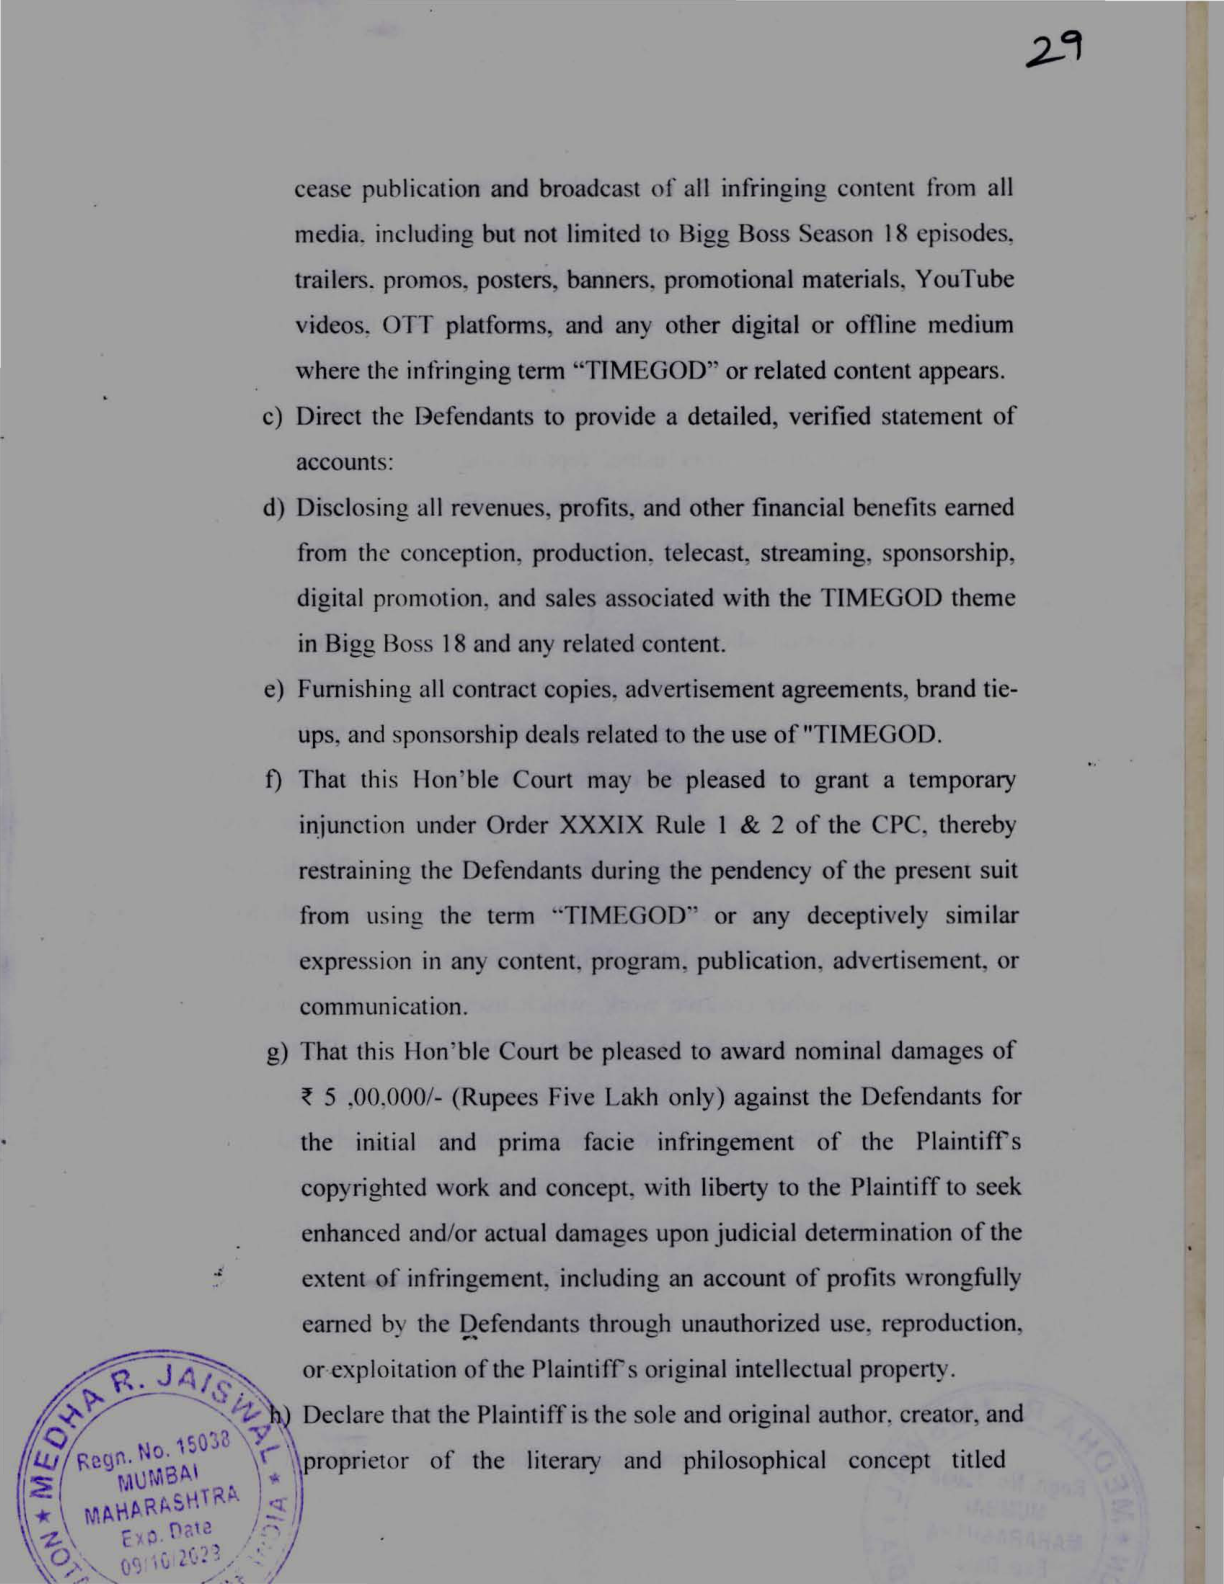 29
cease publication and broadcast of all infringing content from all
media, including but not limited to Bigg Boss Season 18 episodes,
trailers, promos, posters, banners, promotional materials, YouTube
videos, OTT platforms, and any other digital or offline medium
where the infringing term “TIMEGOD” or related content appears.
c) Direct the Defendants to provide a detailed, verified statement of
accounts:
d) Disclosing all revenues, profits, and other financial benefits earned
from the conception, production, telecast, streaming, sponsorship,
digital promotion, and sales associated with the TIMEGOD theme
in Bigg Boss 18 and any related content.
e) Furnishing all contract copies, advertisement agreements, brand tie-
ups, and sponsorship deals related to the use of "TIMEGOD.
f) That this Hon’ble Court may be pleased to grant a temporary
injunction under Order XXXIX Rule 1 & 2 of the CPC, thereby
restraining the Defendants during the pendency of the present suit
from using the term “TIMEGOD” or any deceptively similar
expression in any content, program, publication, advertisement, or
communication.
g) That this Hon’ble Court be pleased to award nominal damages of
₹ 5 ,00,000/- (Rupees Five Lakh only) against the Defendants for
the initial and prima facie infringement of the Plaintiff’s
copyrighted work and concept, with liberty to the Plaintiff to seek
enhanced and/or actual damages upon judicial determination of the
extent of infringement, including an account of profits wrongfully
earned by the Defendants through unauthorized use, reproduction,
or exploitation of the Plaintiff’s original intellectual property.
h) Declare that the Plaintiff is the sole and original author, creator, and
proprietor of the literary and philosophical concept titled
★ MEDHA R. JAISWAL ★
Regn. No. 15038
MUMBAI
MAHARASHTRA
Exp. Date